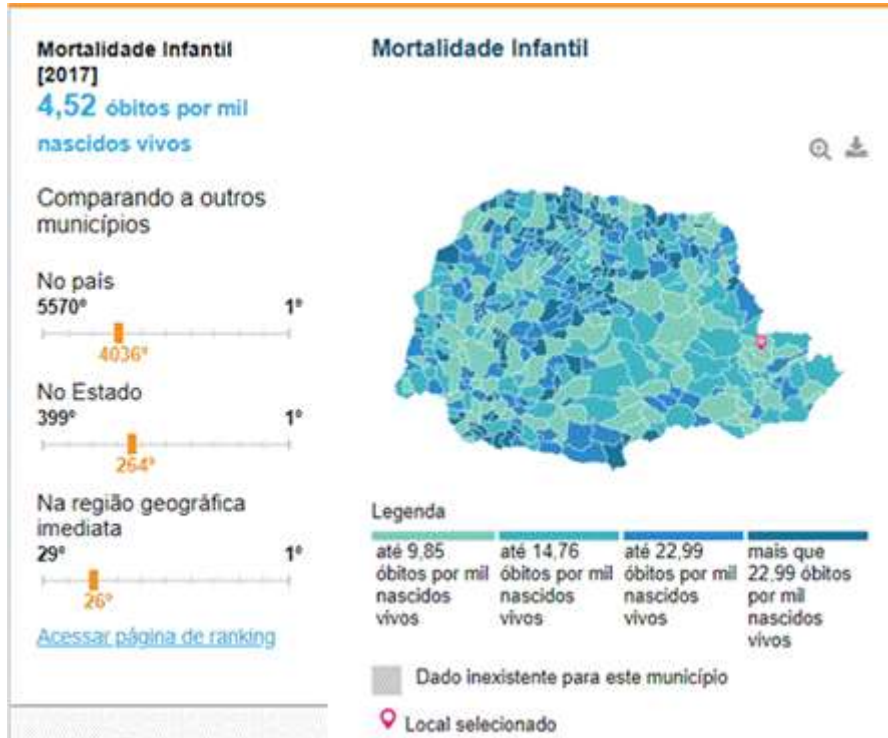 Mortalidade Infantil
[2017]
4,52 óbitos por mil
nascidos vivos
Comparando a outros
municípios
No país
5570º 1º
4036º
No Estado
399º 1º
264º
Na região geográfica
imediata
29º 1º
26º
Acessar página de ranking
Mortalidade Infantil
Legenda
até 9,85
óbitos por mil
nascidos
vivos
até 14,76
óbitos por mil
nascidos
vivos
até 22,99
óbitos por mil
nascidos
vivos
mais que
22,99 óbitos
por mil
nascidos
vivos
Dado inexistente para este município
Local selecionado